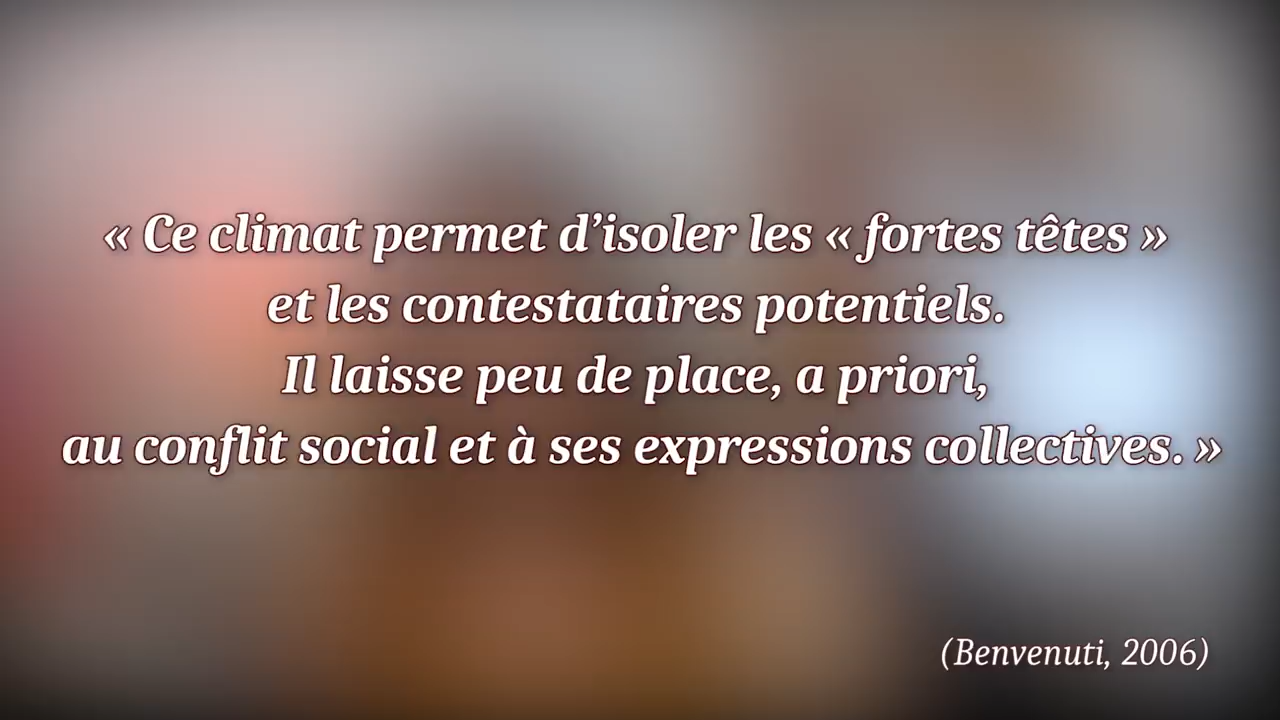 « Ce climat permet d’isoler les « fortes têtes »
et les contestataires potentiels.
Il laisse peu de place, a priori,
au conflit social et à ses expressions collectives. »
(Benvenuti, 2006)